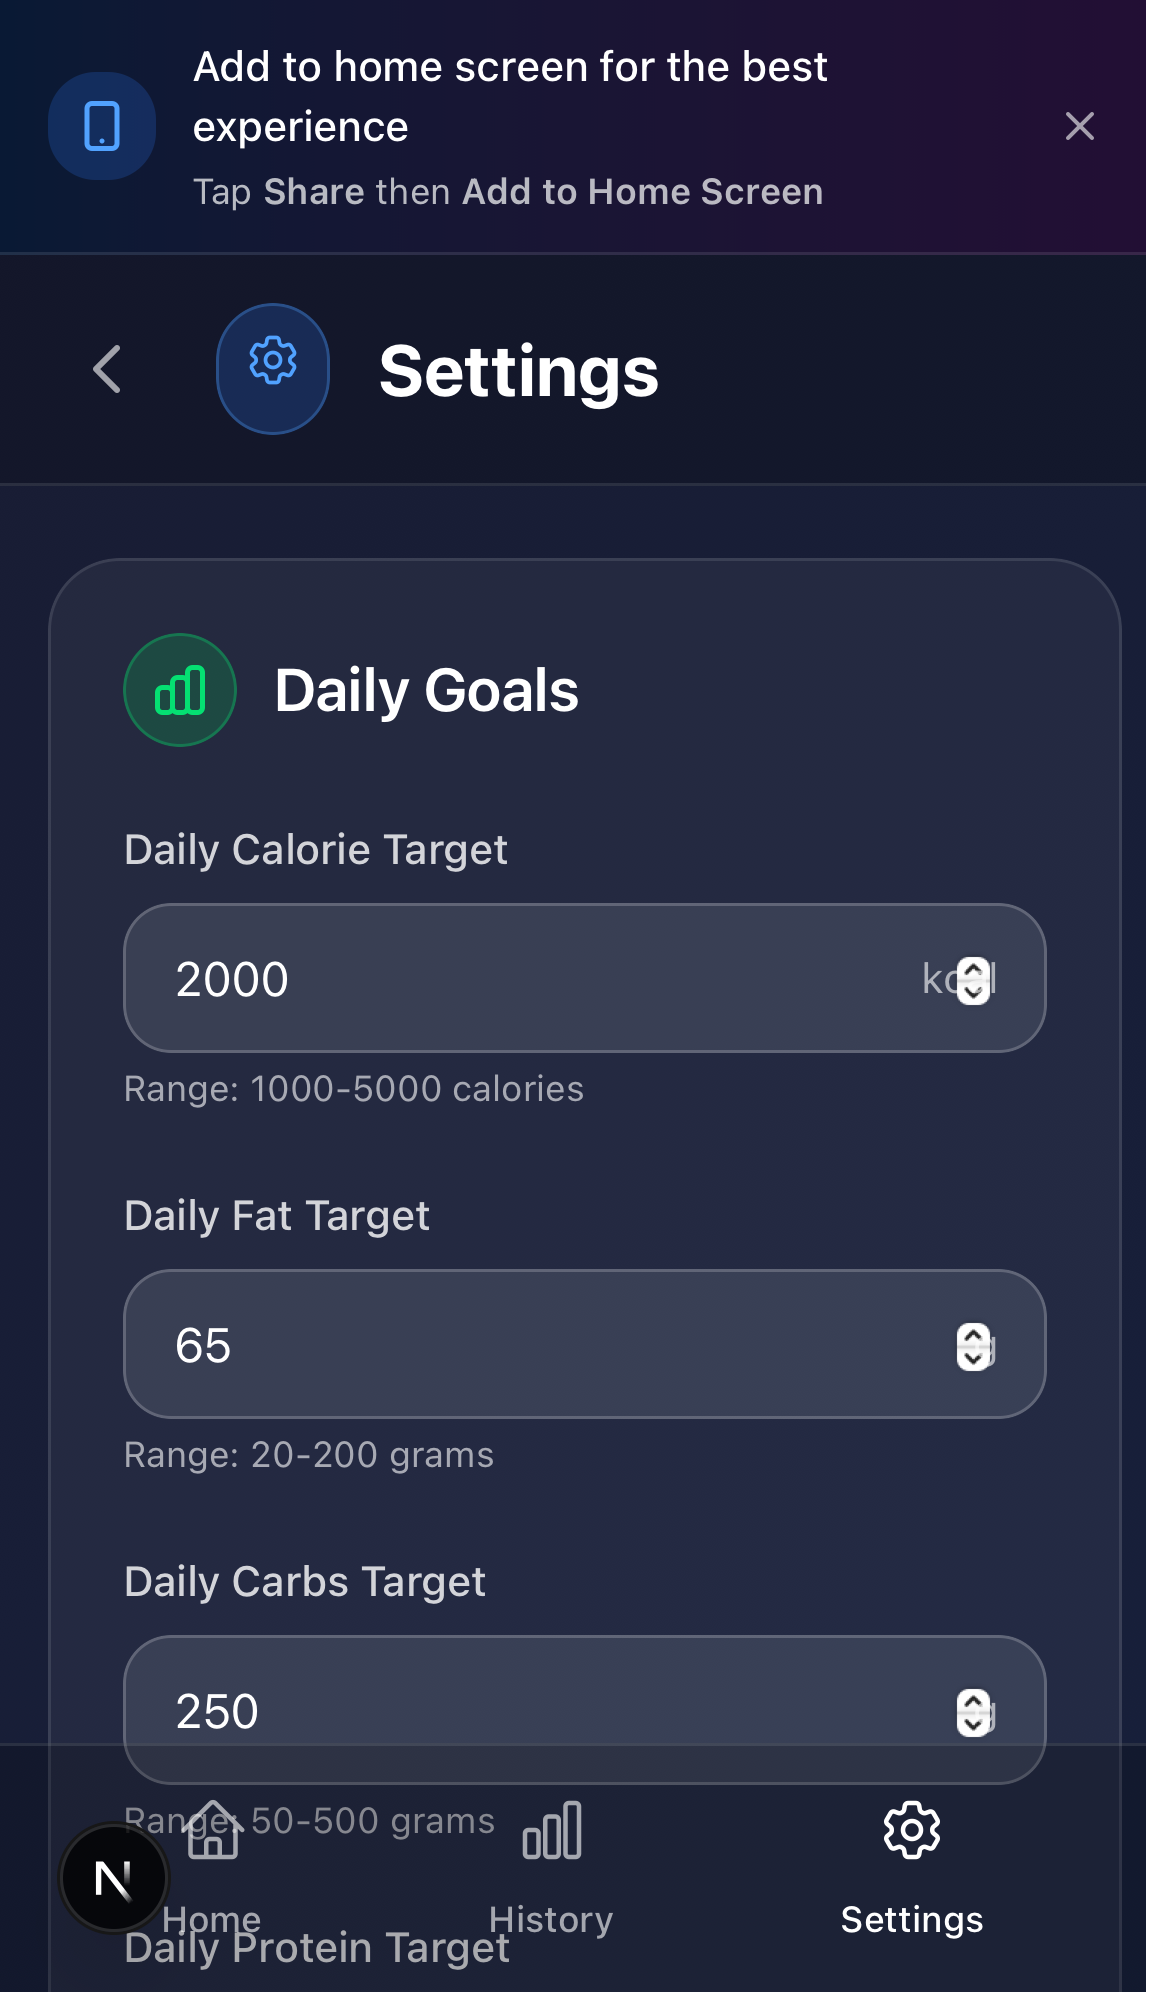 Add to home screen for the best
experience
Tap Share then Add to Home Screen
Settings
Daily Goals
Daily Calorie Target
2000
Range: 1000-5000 calories
Daily Fat Target
65
Range: 20-200 grams
Daily Carbs Target
250
Range: 50-500 grams
N
Home
History
Settings
Daily Protein Target